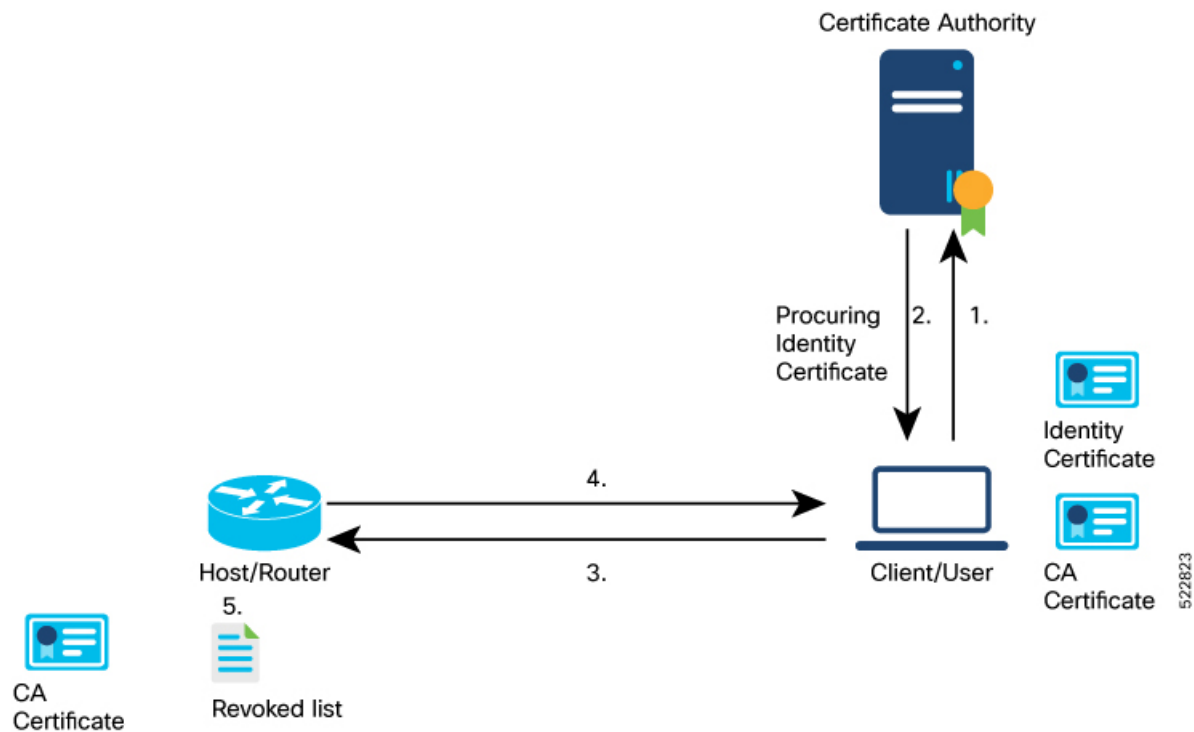 Certificate Authority
Procuring
Identity
Certificate
2.
1.
Identity
Certificate
4.
Host/Router
3.
Client/User
CA
Certificate
522823
5.
CA
Certificate
Revoked list